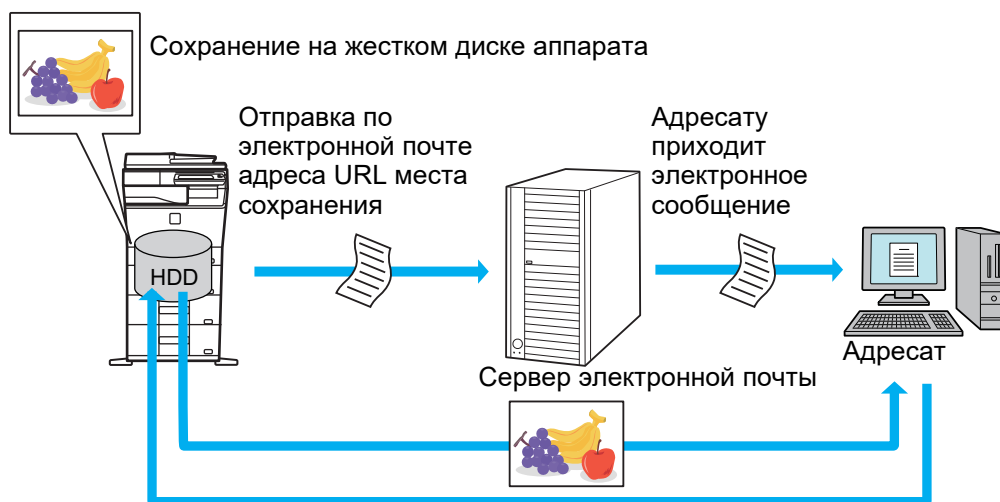 Сохранение на жестком диске аппарата
Отправка по
электронной почте
адреса URL места
сохранения
Адресату
приходит
электронное
сообщение
HDD
Адресат
Сервер электронной почты